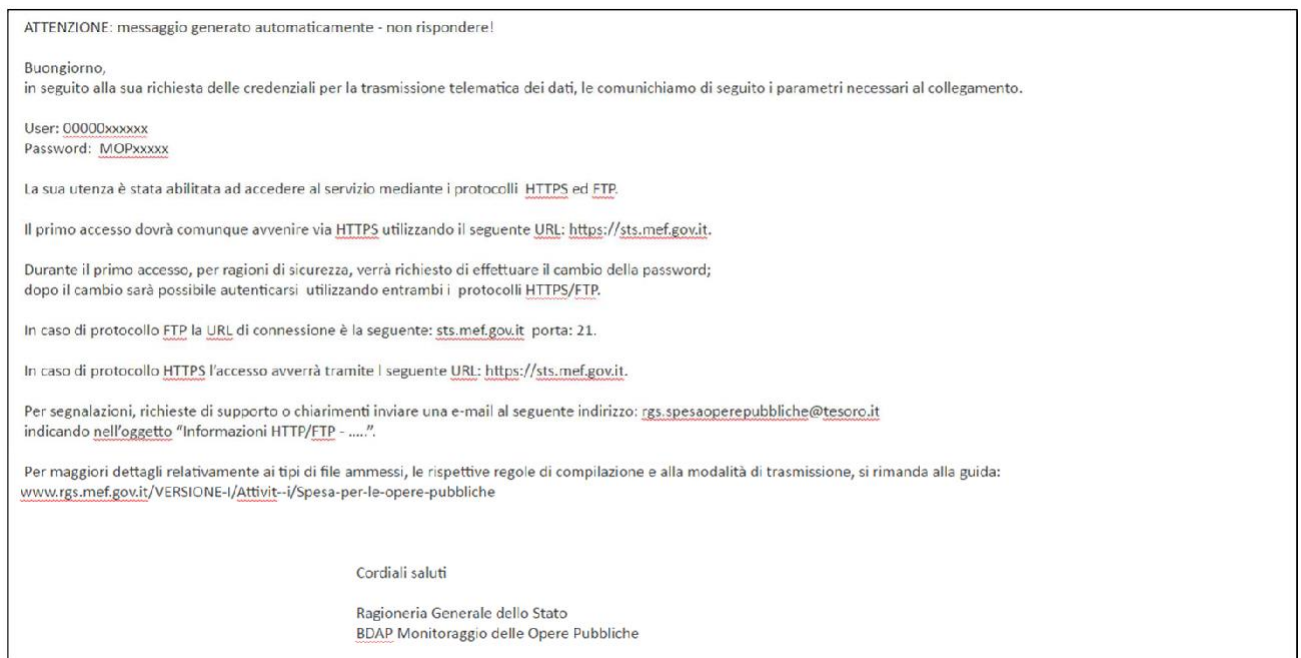 ATTENZIONE: messaggio generato automaticamente - non rispondere!
Buongiorno,
in seguito alla sua richiesta delle credenziali per la trasmissione telematica dei dati, le comunichiamo di seguito i parametri necessari al collegamento.
User: 00000xxxxxx
Password:  MOPxxxxx
La sua utenza è stata abilitata ad accedere al servizio mediante i protocolli  HTTPS ed FTP.
Il primo accesso dovrà comunque avvenire via HTTPS utilizzando il seguente URL: https://sts.mef.gov.it.
Durante il primo accesso, per ragioni di sicurezza, verrà richiesto di effettuare il cambio della password;
dopo il cambio sarà possibile autenticarsi  utilizzando entrambi i  protocolli HTTPS/FTP.
In caso di protocollo FTP la URL di connessione è la seguente: sts.mef.gov.it  porta: 21.
In caso di protocollo HTTPS l'accesso avverrà tramite l seguente URL: https://sts.mef.gov.it.
Per segnalazioni, richieste di supporto o chiarimenti inviare una e-mail al seguente indirizzo: rgs.spesaoperepubbliche@tesoro.it
indicando nell'oggetto “Informazioni HTTP/FTP - .....”.
Per maggiori dettagli relativamente ai tipi di file ammessi, le rispettive regole di compilazione e alla modalità di trasmissione, si rimanda alla guida:
www.rgs.mef.gov.it/VERSIONE-I/Attivit--i/Spesa-per-le-opere-pubbliche
Cordiali saluti
Ragioneria Generale dello Stato
BDAP Monitoraggio delle Opere Pubbliche